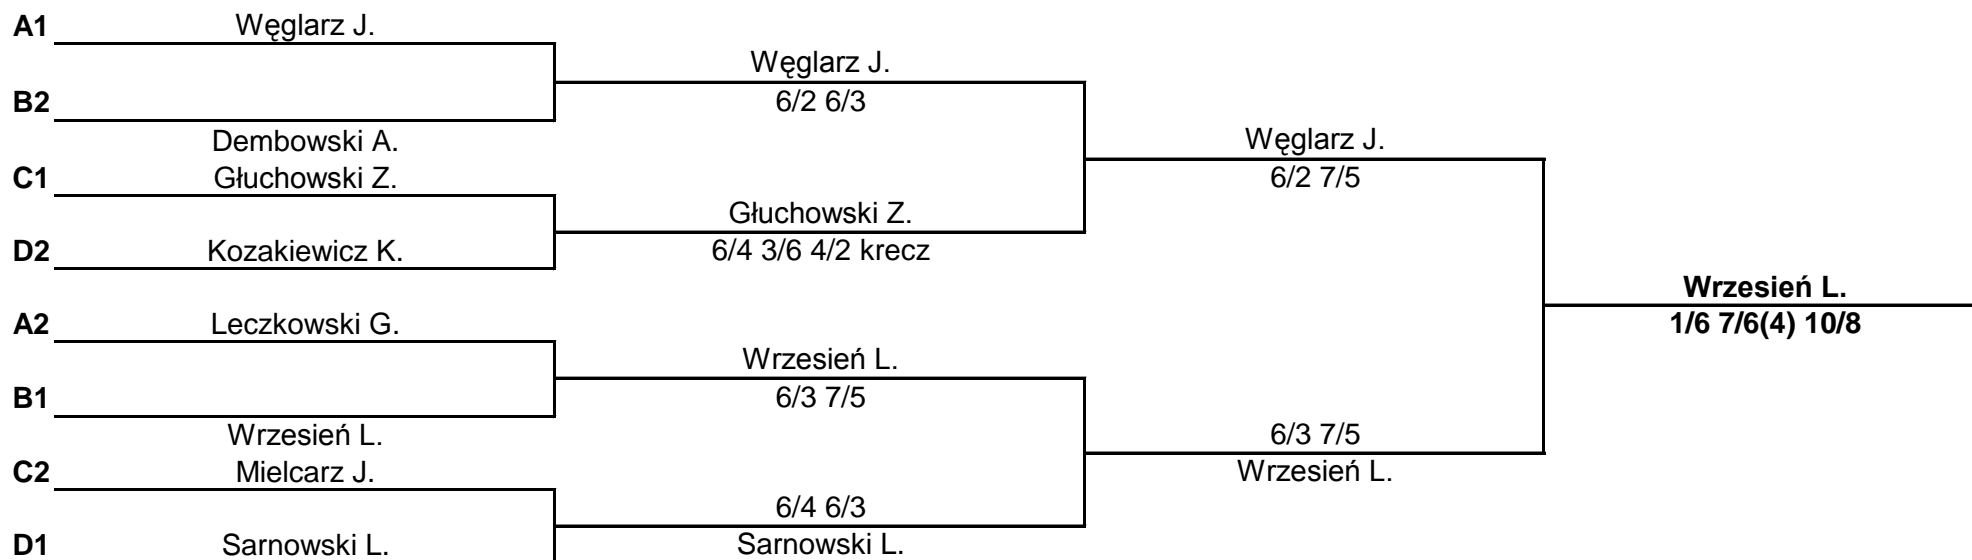 A1 Węglarz J.
Węglarz J.
B2 6/2 6/3
Dembowski A. Węglarz J.
C1 Głuchowski Z. 6/2 7/5
Głuchowski Z.
D2 Kozakiewicz K. 6/4 3/6 4/2 krecz
Wrzesień L.
A2 Leczkowski G. 1/6 7/6(4) 10/8
Wrzesień L.
B1 6/3 7/5
Wrzesień L. 6/3 7/5
C2 Mielcarz J. Wrzesień L.
6/4 6/3
D1 Sarnowski L. Sarnowski L.